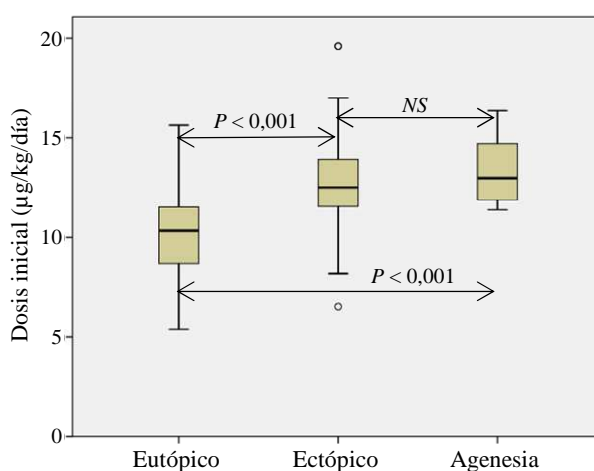 20
15
10
5
0
Dosis inicial (µg/kg/día)
P < 0,001
NS
P < 0,001
Eutópico
Ectópico
Agenesia